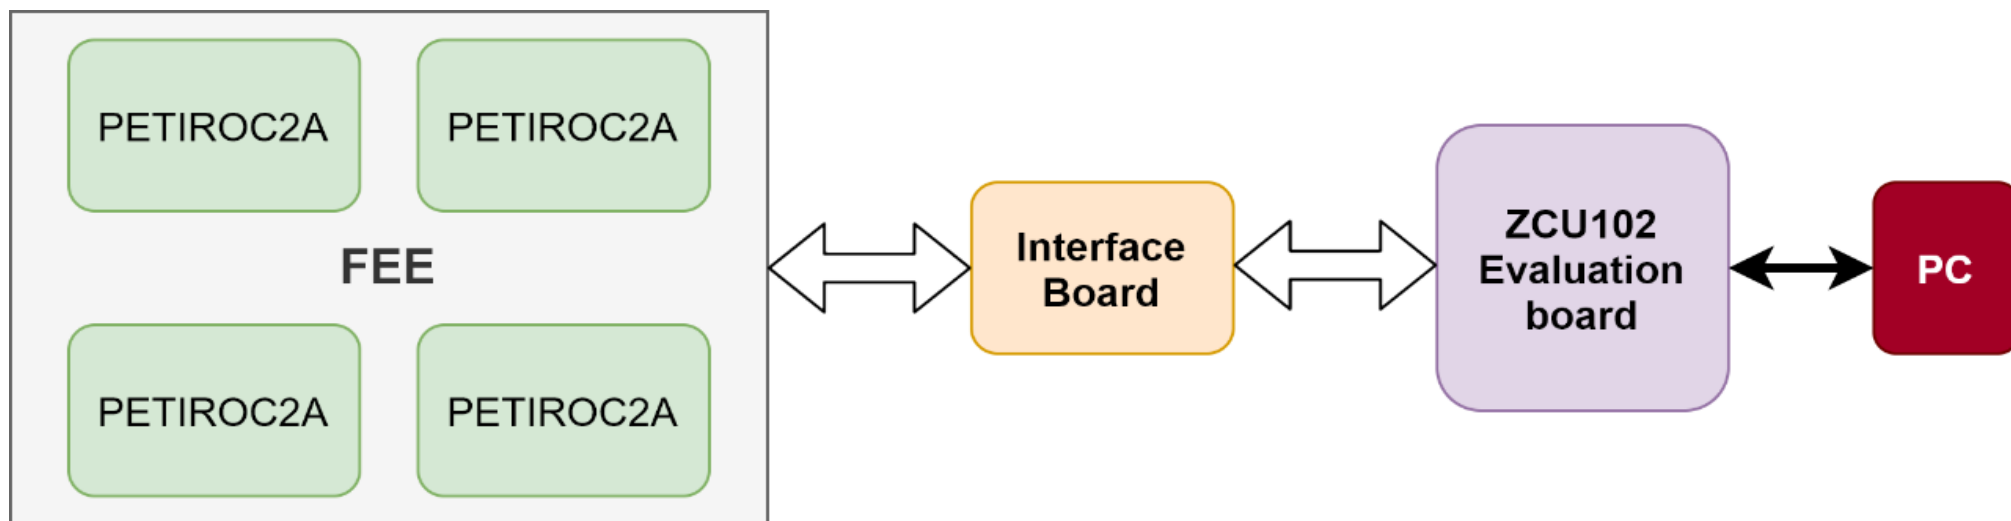 PETIROC2A
PETIROC2A
FEE
PETIROC2A
PETIROC2A
Interface
Board
ZCU102
Evaluation
board
PC